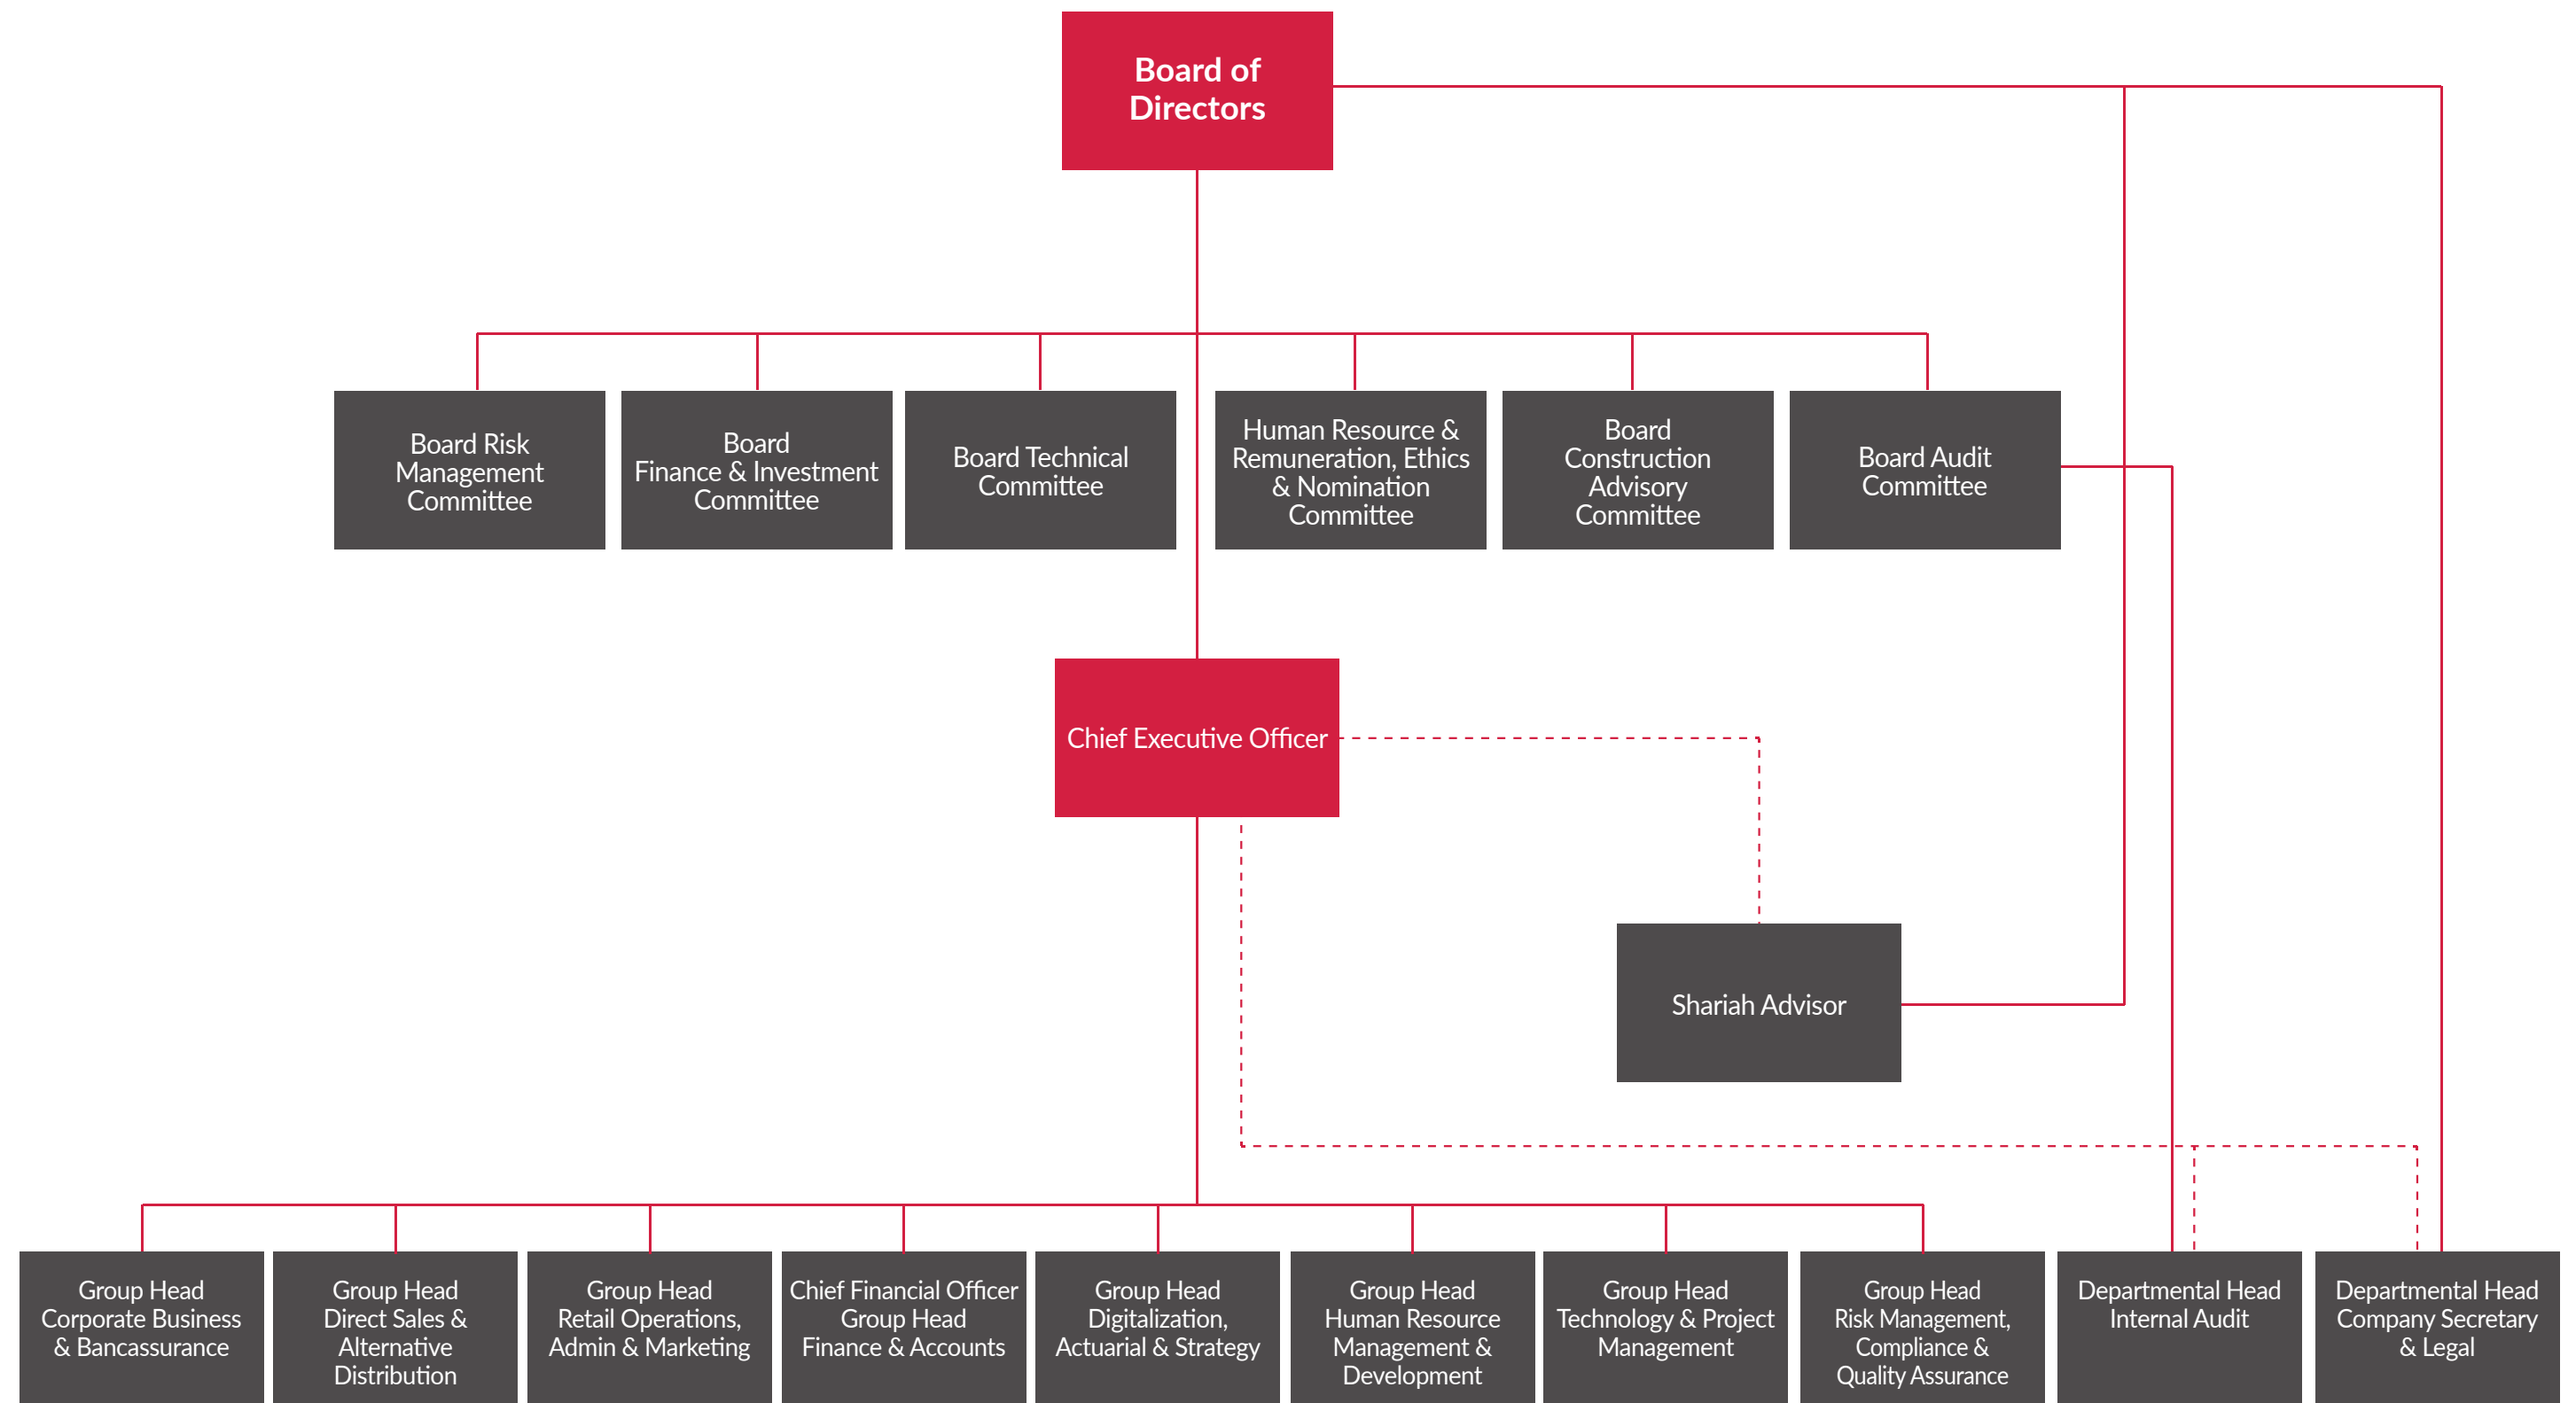 Board of
Directors
Board Risk
Management
Committee
Board
Finance & Investment
Committee
Board Technical
Committee
Human Resource &
Remuneration, Ethics
& Nomination
Committee
Board
Construction
Advisory
Committee
Board Audit
Committee
Chief Executive Officer
Shariah Advisor
Group Head
Corporate Business
& Bancassurance
Group Head
Direct Sales &
Alternative
Distribution
Group Head
Retail Operations,
Admin & Marketing
Chief Financial Officer
Group Head
Finance & Accounts
Group Head
Digitalization,
Actuarial & Strategy
Group Head
Human Resource
Management &
Development
Group Head
Technology & Project
Management
Group Head
Risk Management,
Compliance &
Quality Assurance
Departmental Head
Internal Audit
Departmental Head
Company Secretary
& Legal